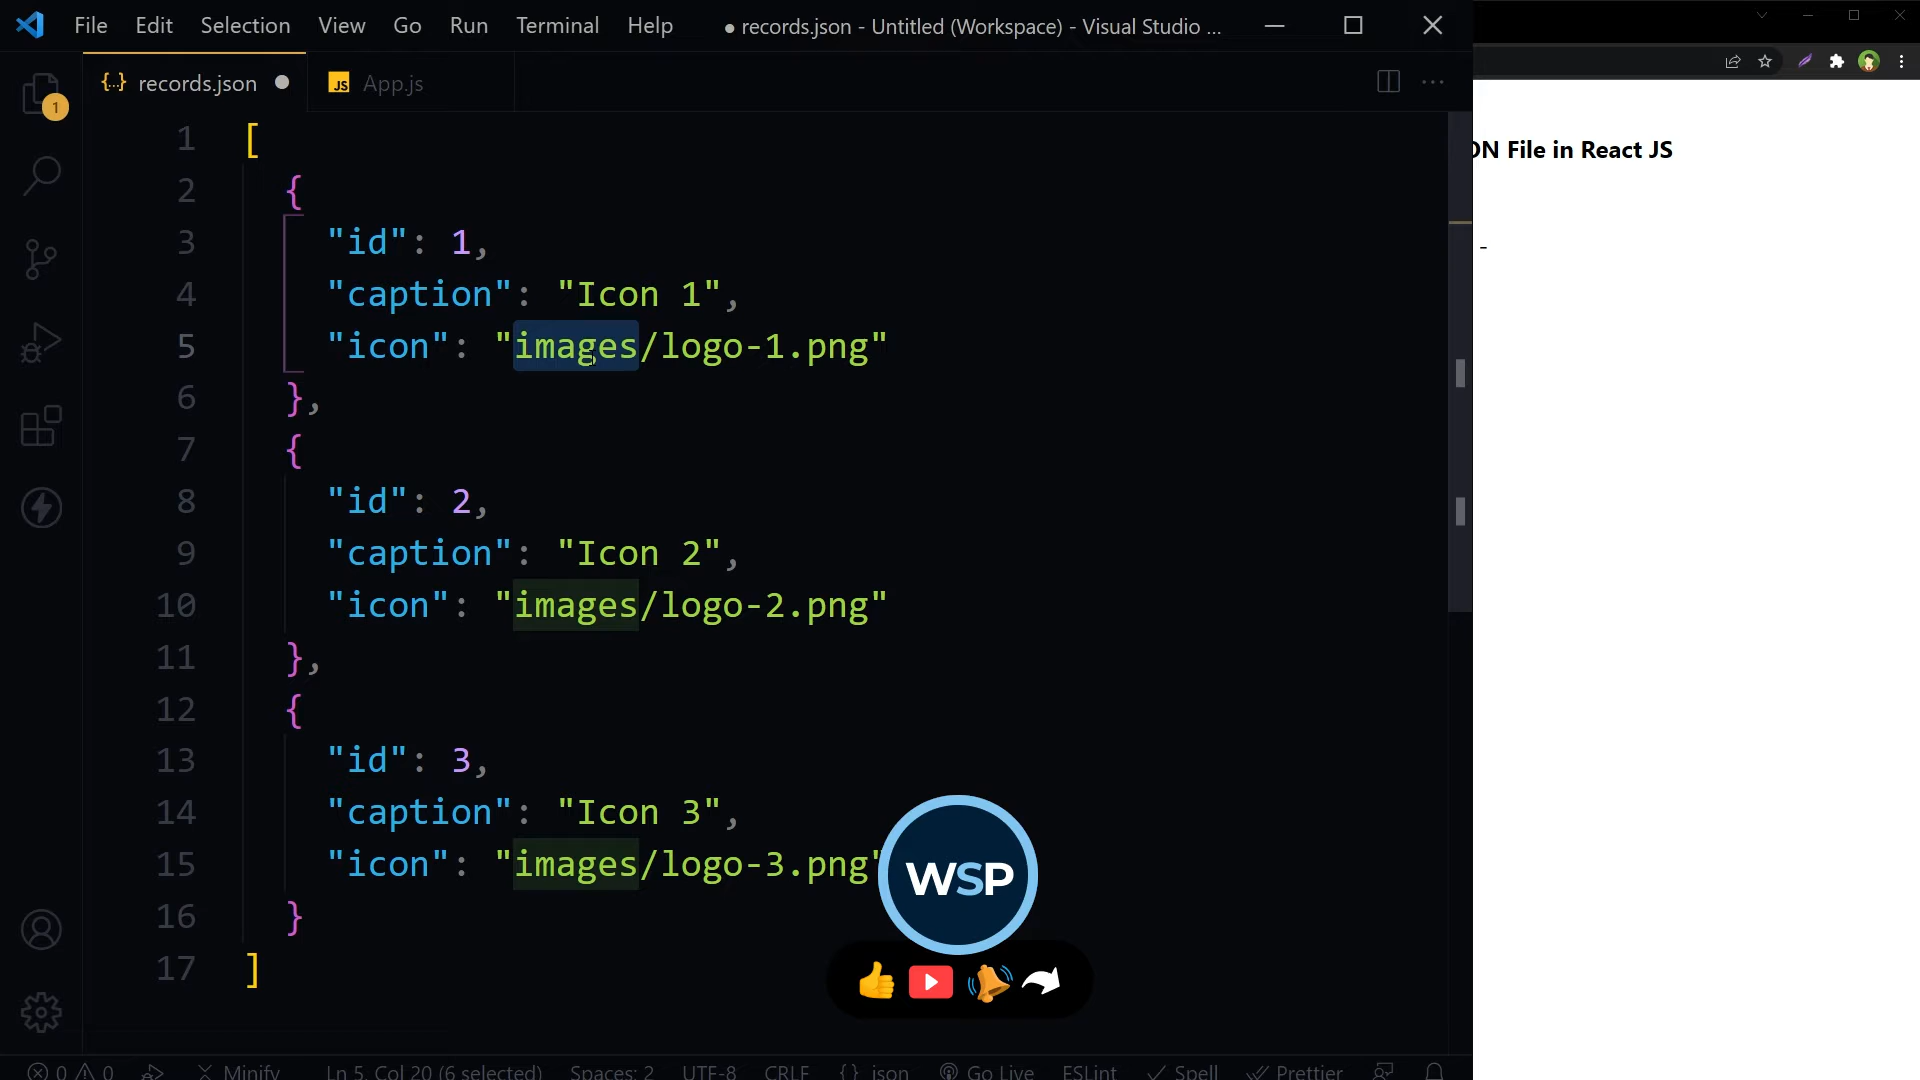 File Edit Selection View Go Run Terminal Help ● records.json - Untitled (Workspace) - Visual Studio ...
{..} records.json ● JS App.js
1
1 [
2 {
3 "id": 1,
4 "caption": "Icon 1",
5 "icon": "images/logo-1.png"
6 },
7 {
8 "id": 2,
9 "caption": "Icon 2",
10 "icon": "images/logo-2.png"
11 },
12 {
13 "id": 3,
14 "caption": "Icon 3",
15 "icon": "images/logo-3.png"
16 }
17 ]
WSP
0 0 Minify Ln 5, Col 20 (6 selected) Spaces: 2 UTF-8 CRLF {} json Go Live ESLint Spell Prettier
ON File in React JS
-